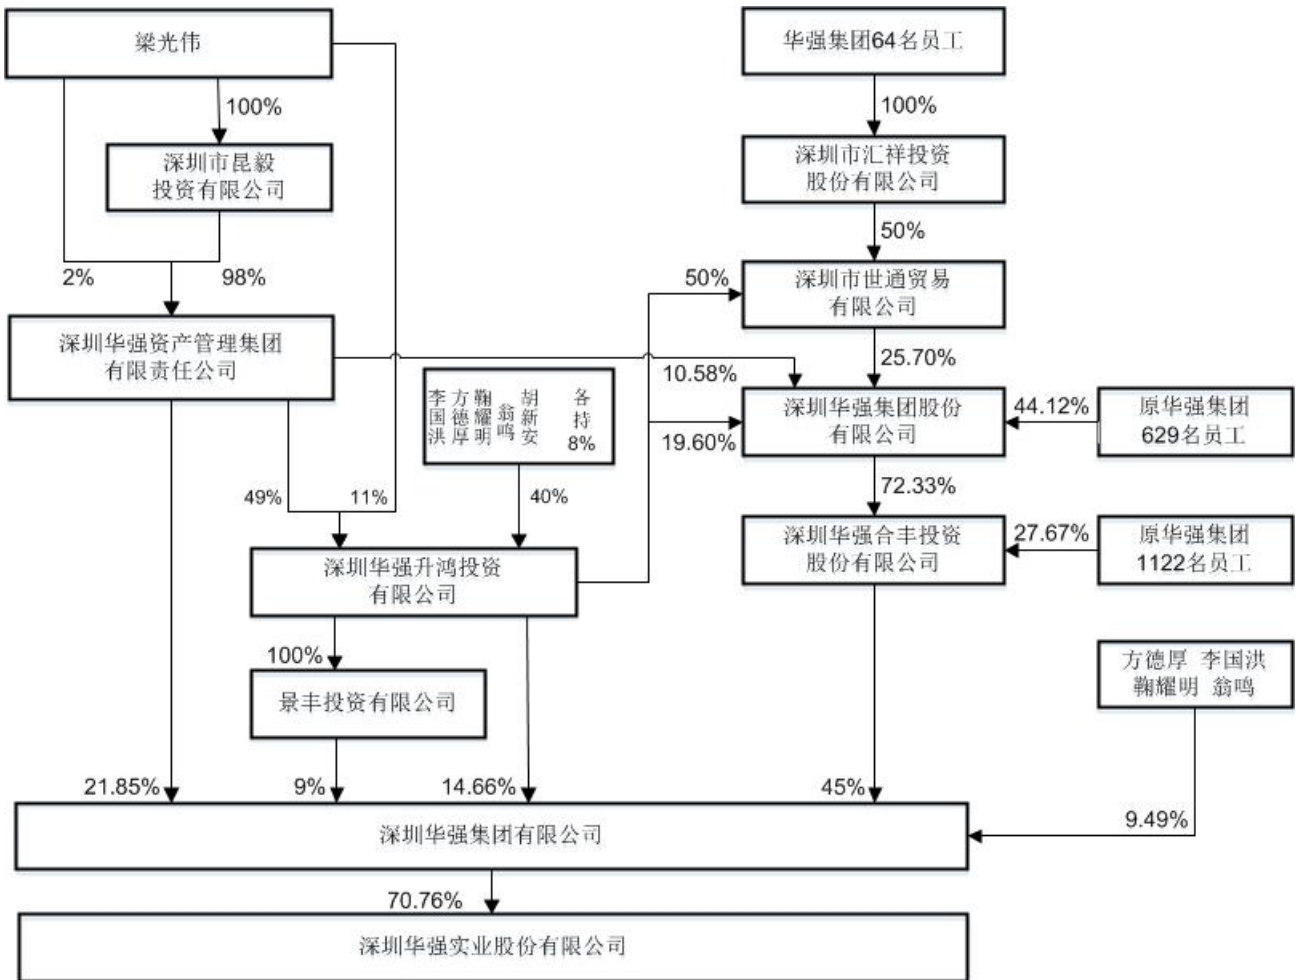 梁光伟
华强集团64名员工
100%
100%
深圳市昆毅
投资有限公司
深圳市汇祥投资
股份有限公司
50%
2%
98%
50%
深圳市世通贸易
有限公司
深圳华强资产管理集团
有限责任公司
25.70%
10.58%
李国洪
方德厚
鞠耀明
翁鸣
胡新安
各持
8%
深圳华强集团股份
有限公司
44.12%
原华强集团
629名员工
19.60%
49%
11%
40%
72.33%
深圳华强合丰投资
股份有限公司
27.67%
原华强集团
1122名员工
深圳华强升鸿投资
有限公司
100%
景丰投资有限公司
方德厚 李国洪
鞠耀明 翁鸣
21.85%
9%
14.66%
45%
9.49%
深圳华强集团有限公司
70.76%
深圳华强实业股份有限公司